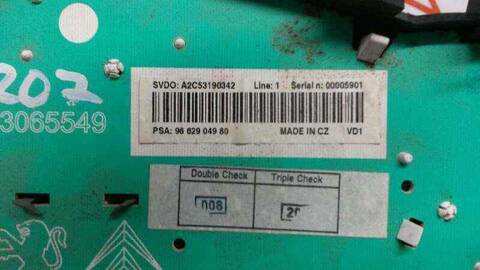 SVDO: A2C53190342 Line: 1 Serial n: 00005901
207
3065549
PSA: 96 629 049 80 MADE IN CZ VD1
Double Check Triple Check
008